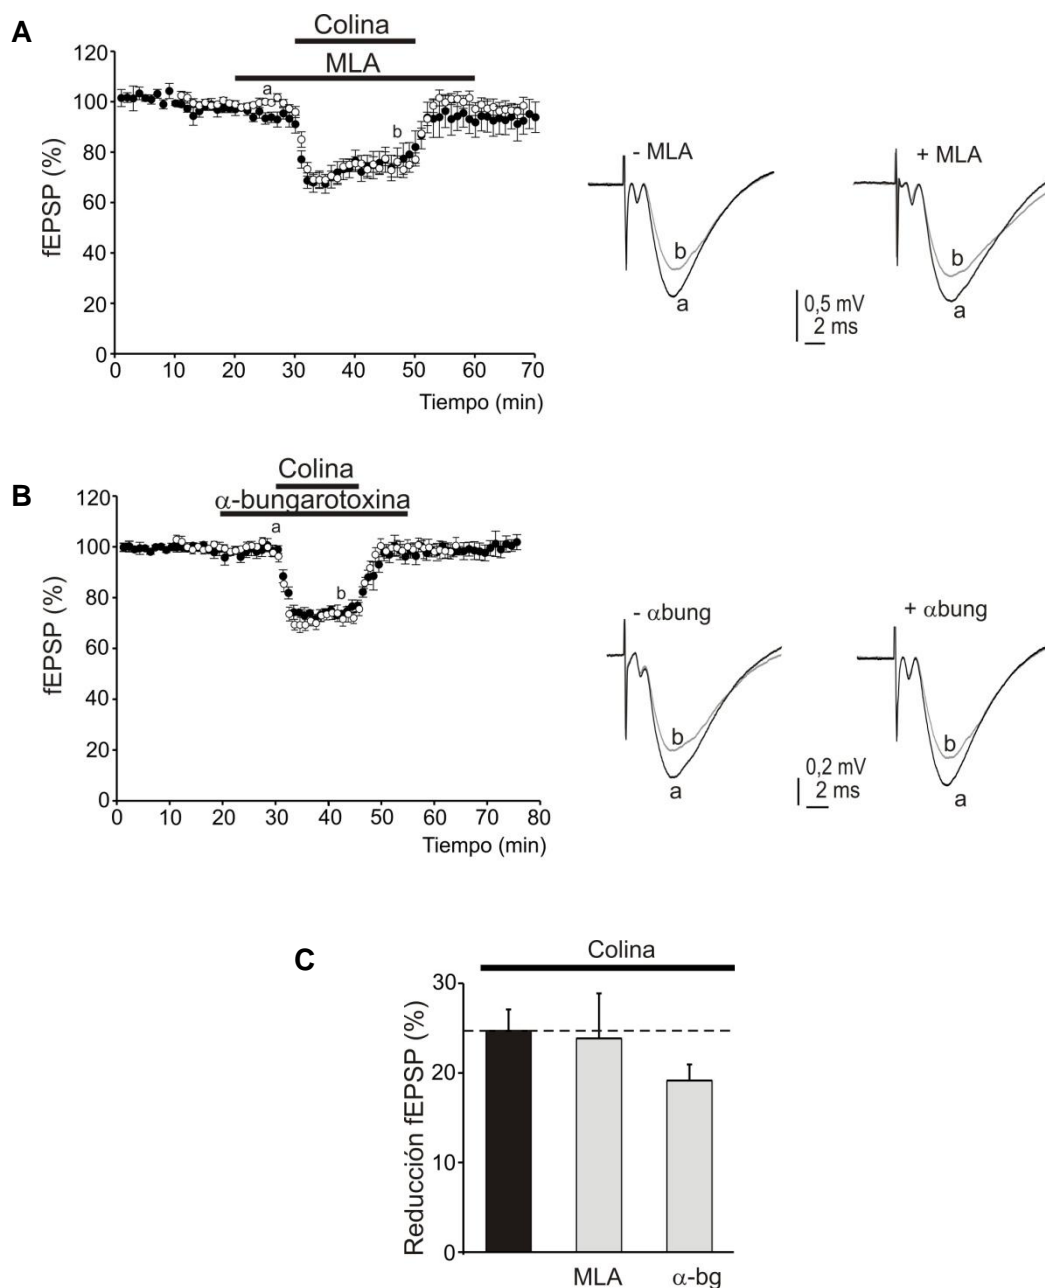 A
Colina
MLA
a
b
120
100
80
60
40
20
0
fEPSP (%)
0 10 20 30 40 50 60 70
Tiempo (min)
- MLA
b
a
+ MLA
b
a
0,5 mV
2 ms
B
Colina
α-bungarotoxina
a
b
120
100
80
60
40
20
0
fEPSP (%)
0 10 20 30 40 50 60 70 80
Tiempo (min)
- αbung
b
a
+ αbung
b
a
0,2 mV
2 ms
C
Colina
30
20
10
0
Reducción fEPSP (%)
MLA α-bg